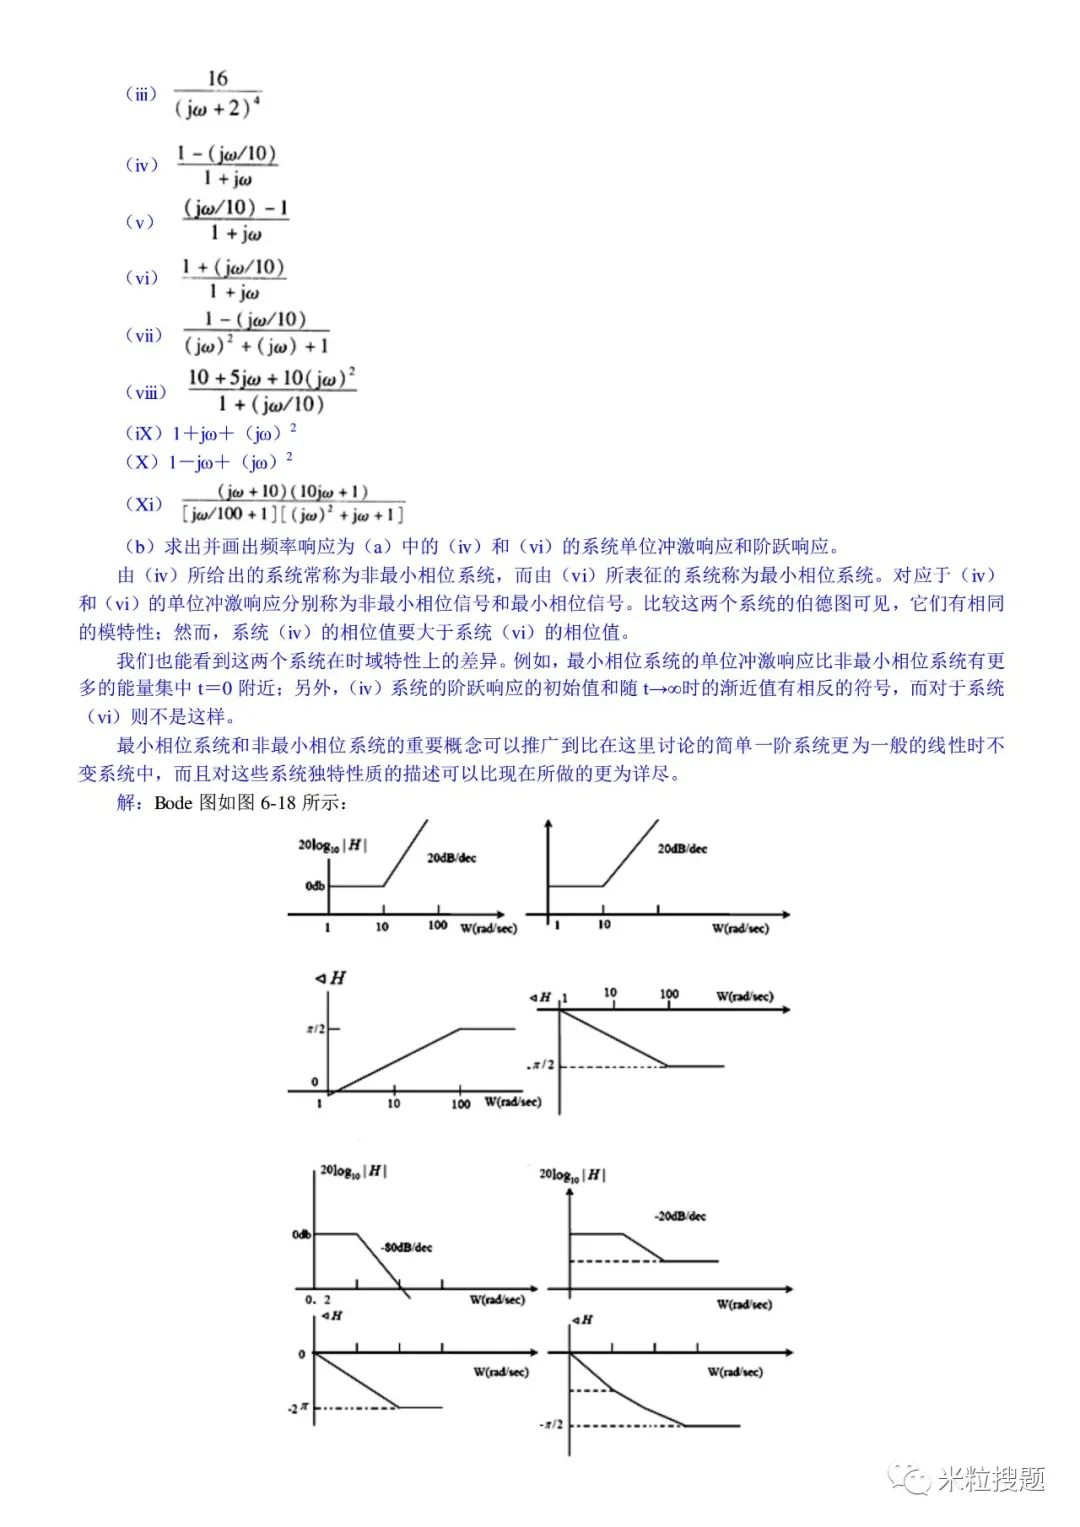 (iii) 16/(jω+2)^4
(iv) 1-(jω/10)/1+jω
(v) (jω/10)-1/1+jω
(vi) 1+(jω/10)/1+jω
(vii) 1-(jω/10)/(jω)^2+(jω)+1
(viii) 10+5jω+10(jω)^2/1+(jω/10)
(iX)1＋jω＋（jω）^2
(X)1－jω＋（jω）^2
(Xi) (jω+10)(10jω+1)/[jω/100+1][(jω)^2+jω+1]
（b）求出并画出频率响应为（a）中的（iv）和（vi）的系统单位冲激响应和阶跃响应。
由（iv）所给出的系统常称为非最小相位系统，而由（vi）所表征的系统称为最小相位系统。对应于（iv）
和（vi）的单位冲激响应分别称为非最小相位信号和最小相位信号。比较这两个系统的伯德图可见，它们有相同
的模特性；然而，系统（iv）的相位值要大于系统（vi）的相位值。
我们也能看到这两个系统在时域特性上的差异。例如，最小相位系统的单位冲激响应比非最小相位系统有更
多的能量集中 t＝0 附近；另外，（iv）系统的阶跃响应的初始值和随 t→∞时的渐近值有相反的符号，而对于系统
（vi）则不是这样。
最小相位系统和非最小相位系统的重要概念可以推广到比在这里讨论的简单一阶系统更为一般的线性时不
变系统中，而且对这些系统独特性质的描述可以比现在所做的更为详尽。
解：Bode 图如图 6-18 所示：
20log10|H|
20dB/dec
0db
1 10 100 W(rad/sec)
20dB/dec
1 10 W(rad/sec)
⊲H
π/2
0
1 10 100 W(rad/sec)
⊲H 1 10 100 W(rad/sec)
-π/2
20log10|H|
0db
-80dB/dec
0. 2 W(rad/sec)
20log10|H|
-20dB/dec
W(rad/sec)
⊲H
0
W(rad/sec)
-2π
⊲H
W(rad/sec)
-π/2
米粒搜题